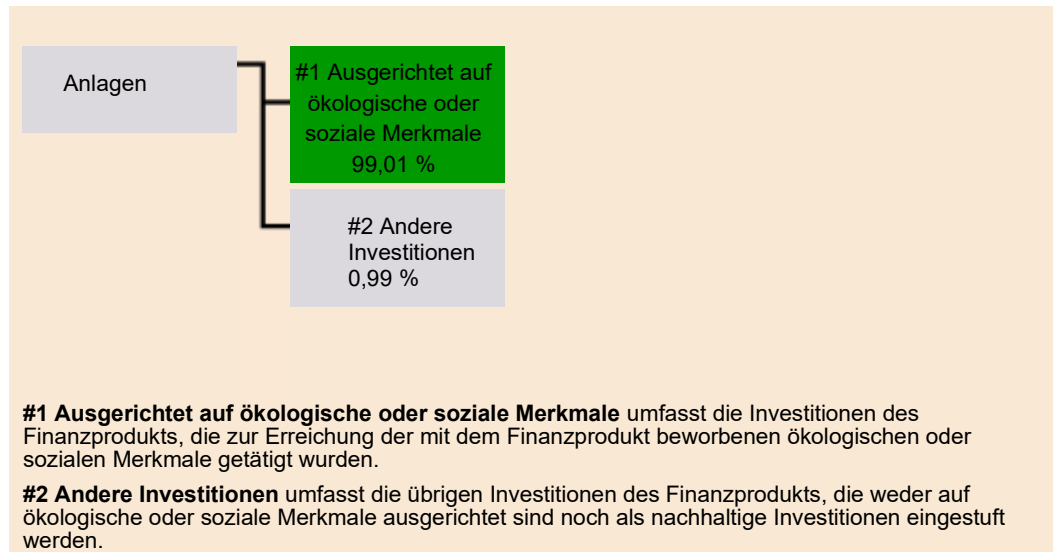 Anlagen
#1 Ausgerichtet auf
ökologische oder
soziale Merkmale
99,01 %
#2 Andere
Investitionen
0,99 %
#1 Ausgerichtet auf ökologische oder soziale Merkmale umfasst die Investitionen des
Finanzprodukts, die zur Erreichung der mit dem Finanzprodukt beworbenen ökologischen oder
sozialen Merkmale getätigt wurden.
#2 Andere Investitionen umfasst die übrigen Investitionen des Finanzprodukts, die weder auf
ökologische oder soziale Merkmale ausgerichtet sind noch als nachhaltige Investitionen eingestuft
werden.